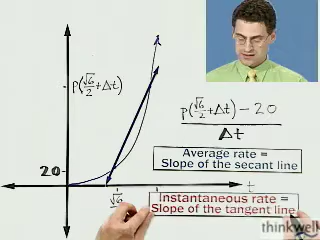 P(√6/2 + Δt)
P(√6/2 + Δt) − 20
Δt
Average rate =
Slope of the secant line
20
t
Instantaneous rate =
Slope of the tangent line
√6
thinkwell